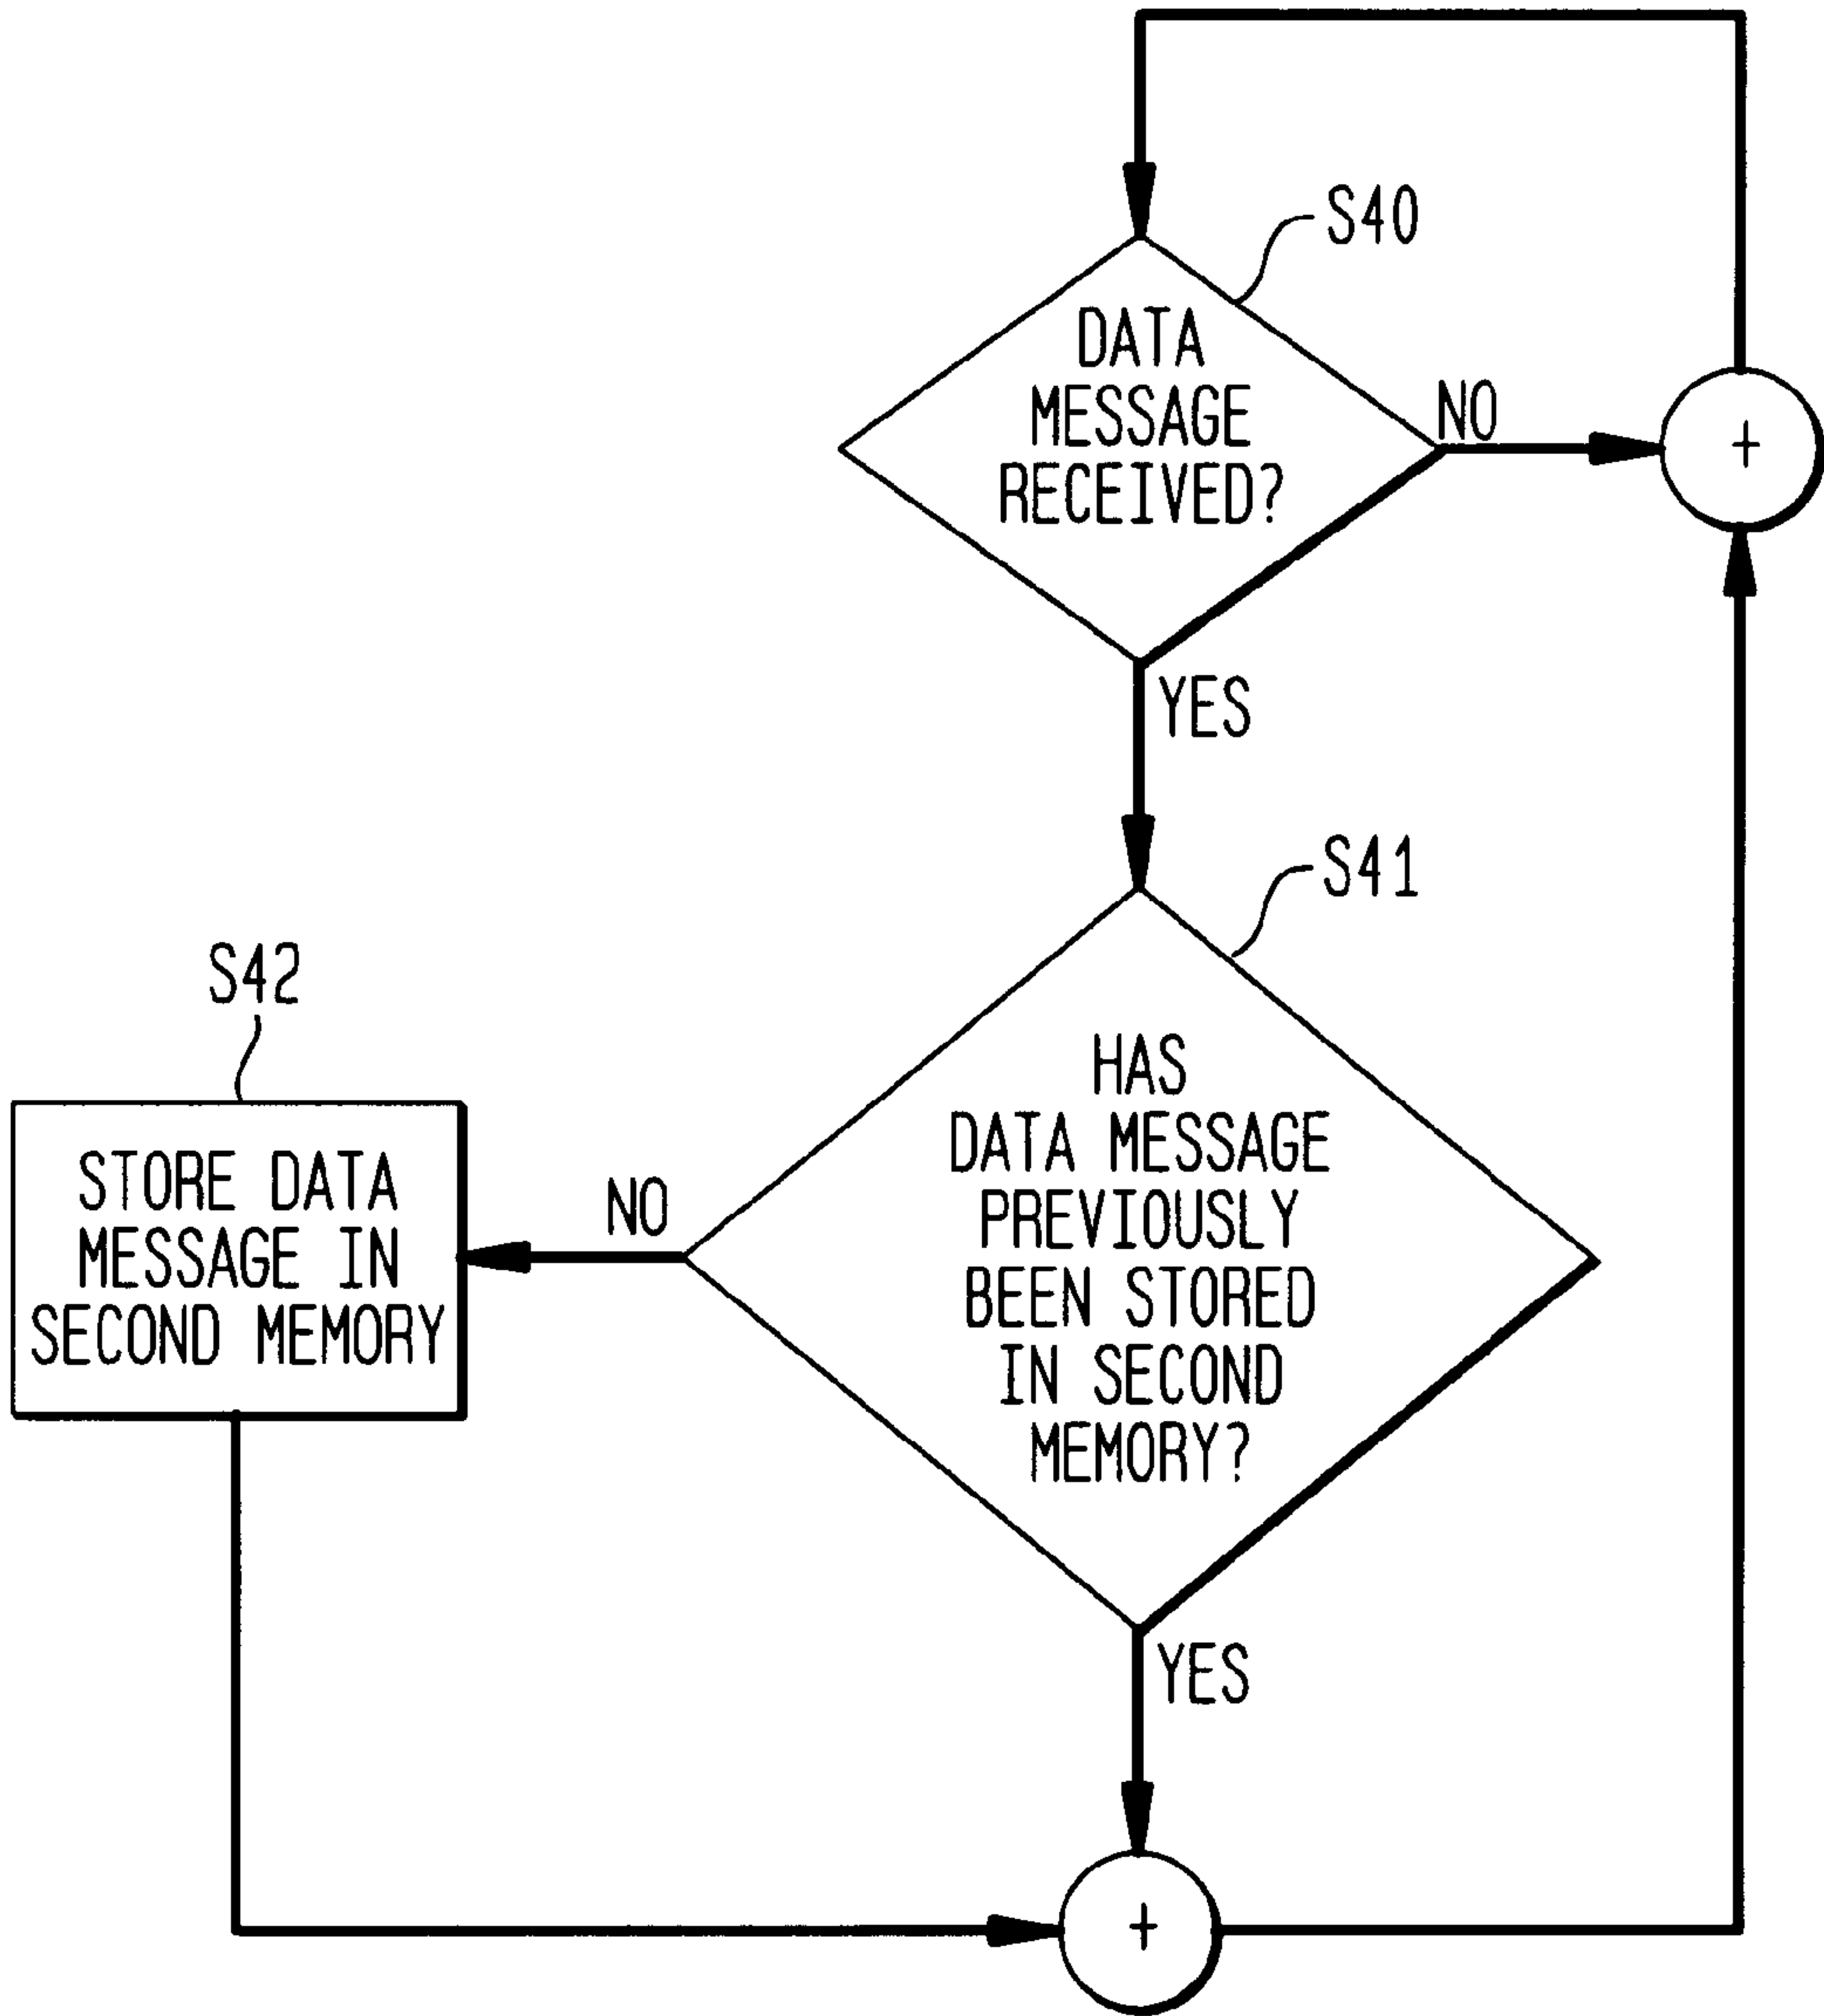 S40
DATA
MESSAGE
RECEIVED?
NO
+
YES
S41
S42
HAS
DATA MESSAGE
PREVIOUSLY
BEEN STORED
IN SECOND
MEMORY?
STORE DATA
MESSAGE IN
SECOND MEMORY
NO
YES
+